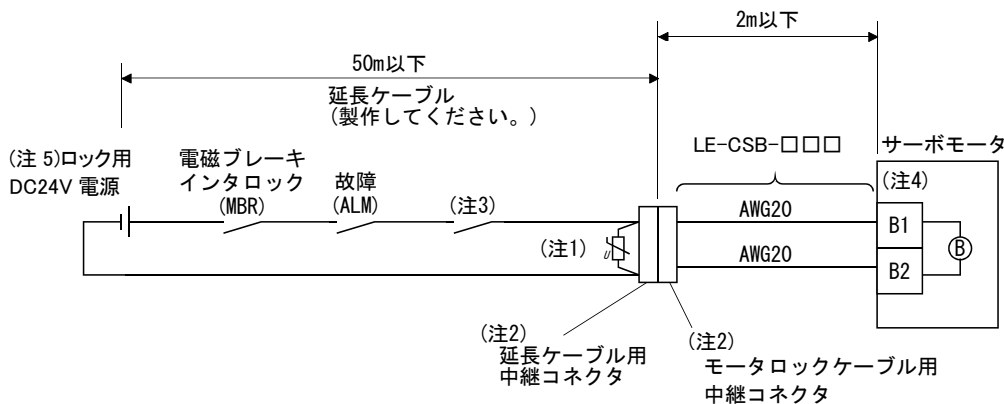 2m以下
50m以下
延長ケーブル
(製作してください。)
LE-CSB-□□□
サーボモータ
(注 5)ロック用
DC24V 電源
電磁ブレーキ
インタロック
(MBR)
故障
(ALM)
(注3)
(注1)
U
AWG20
AWG20
(注4)
B1
B2
B
(注2)
延長ケーブル用
中継コネクタ
(注2)
モータロックケーブル用
中継コネクタ